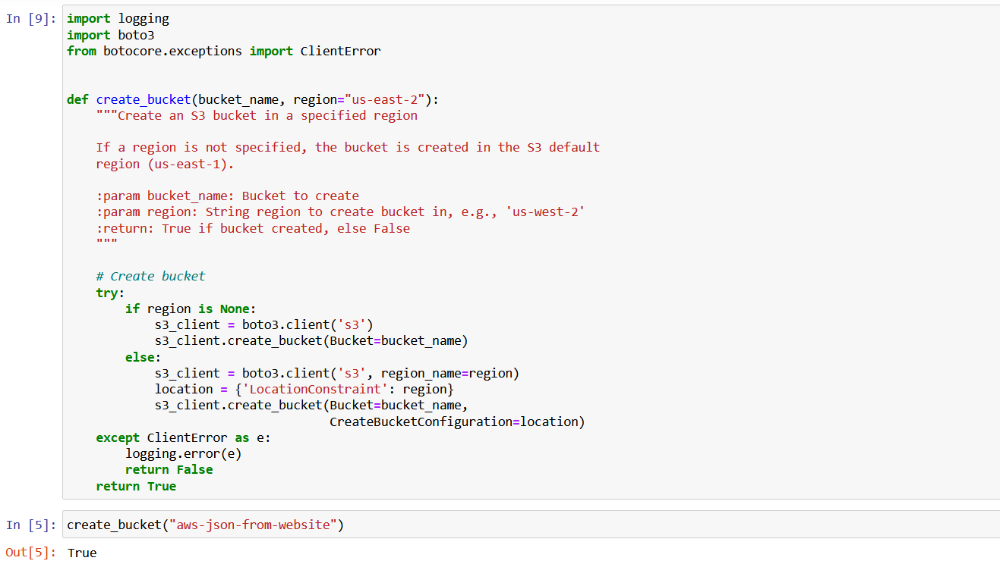 In [9]: import logging
import boto3
from botocore.exceptions import ClientError
def create_bucket(bucket_name, region="us-east-2"):
    """Create an S3 bucket in a specified region
    If a region is not specified, the bucket is created in the S3 default
    region (us-east-1).
    :param bucket_name: Bucket to create
    :param region: String region to create bucket in, e.g., 'us-west-2'
    :return: True if bucket created, else False
    """
    # Create bucket
    try:
        if region is None:
            s3_client = boto3.client('s3')
            s3_client.create_bucket(Bucket=bucket_name)
        else:
            s3_client = boto3.client('s3', region_name=region)
            location = {'LocationConstraint': region}
            s3_client.create_bucket(Bucket=bucket_name,
                                    CreateBucketConfiguration=location)
    except ClientError as e:
        logging.error(e)
        return False
    return True
In [5]: create_bucket("aws-json-from-website")
Out[5]: True